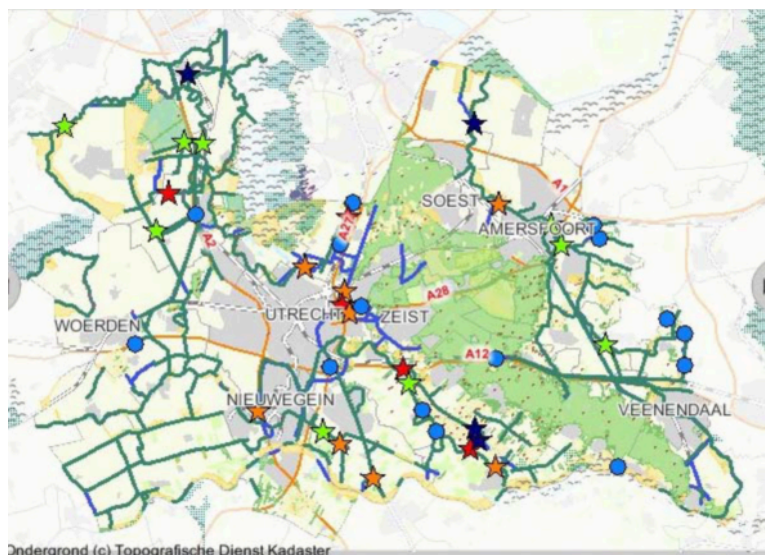 A1
SOEST
AMERSFOORT
A27
A2
A28
UTRECHT
ZEIST
WOERDEN
A12
NIEUWEGEIN
VEENENDAAL
Ondergrond (c) Topografische Dienst Kadaster